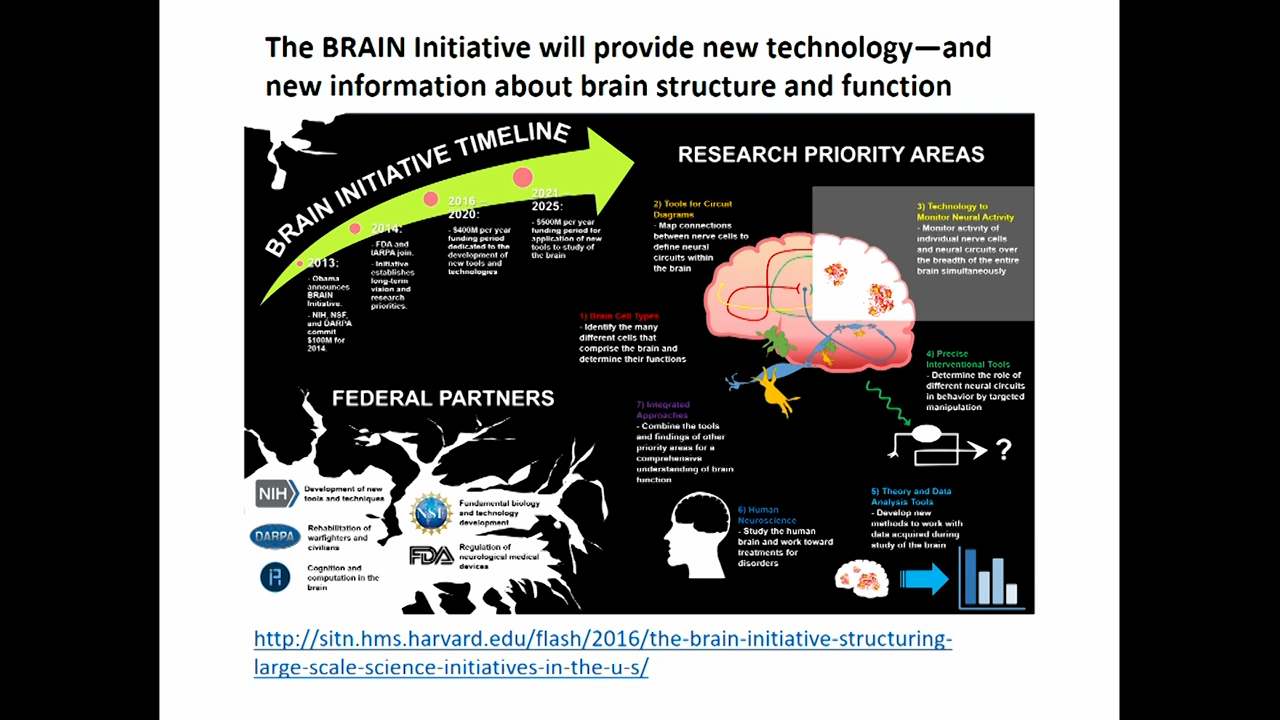 The BRAIN Initiative will provide new technology—and
new information about brain structure and function
BRAIN INITIATIVE TIMELINE
2013:
- Obama
announces
BRAIN
Initiative.
- NIH, NSF,
and DARPA
commit
$100M for
2014.
2014:
- FDA and
IARPA join.
- Initiative
establishes
long-term
vision and
research
priorities.
2016 –
2020:
- $400M per year
funding period
dedicated to the
development of
new tools and
technologies
2021 –
2025:
- $500M per year
funding period for
application of new
tools to study of
the brain
RESEARCH PRIORITY AREAS
1) Brain Cell Types
- Identify the many
different cells that
comprise the brain and
determine their functions
2) Tools for Circuit
Diagrams
- Map connections
between nerve cells to
define neural
circuits within
the brain
3) Technology to
Monitor Neural Activity
- Monitor activity of
individual nerve cells
and neural circuits over
the breadth of the entire
brain simultaneously
4) Precise
Interventional Tools
- Determine the role of
different neural circuits
in behavior by targeted
manipulation
?
5) Theory and Data
Analysis Tools
- Develop new
methods to work with
data acquired during
study of the brain
6) Human
Neuroscience
- Study the human
brain and work toward
treatments for
disorders
7) Integrated
Approaches
- Combine the tools
and findings of other
priority areas for a
comprehensive
understanding of brain
function
FEDERAL PARTNERS
NIH
Development of new
tools and techniques
DARPA
Rehabilitation of
warfighters and
civilians
Cognition and
computation in the
brain
NSF
Fundamental biology
and technology
development
FDA
Regulation of
neurological medical
devices
http://sitn.hms.harvard.edu/flash/2016/the-brain-initiative-structuring-
large-scale-science-initiatives-in-the-u-s/